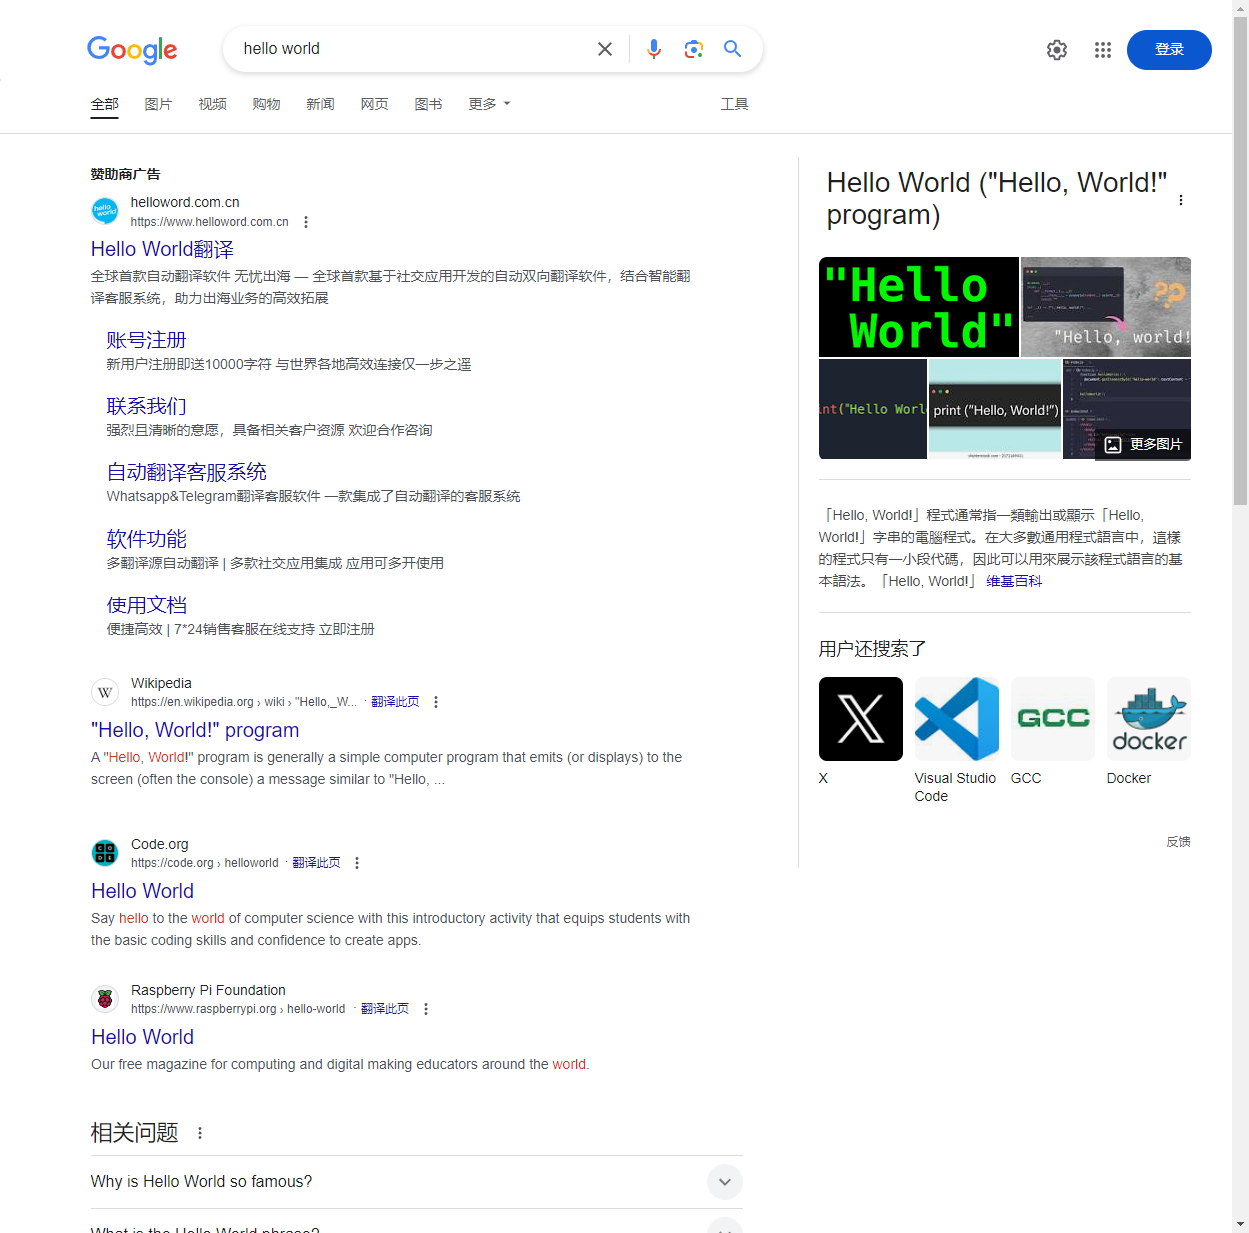 Google
hello world
登录
全部 图片 视频 购物 新闻 网页 图书 更多 工具
赞助商广告
hello world
helloword.com.cn
https://www.helloword.com.cn
Hello World翻译
全球首款自动翻译软件 无忧出海 — 全球首款基于社交应用开发的自动双向翻译软件，结合智能翻
译客服系统，助力出海业务的高效拓展
账号注册
新用户注册即送10000字符 与世界各地高效连接仅一步之遥
联系我们
强烈且清晰的意愿，具备相关客户资源 欢迎合作咨询
自动翻译客服系统
Whatsapp&Telegram翻译客服软件 一款集成了自动翻译的客服系统
软件功能
多翻译源自动翻译 | 多款社交应用集成 应用可多开使用
使用文档
便捷高效 | 7*24销售客服在线支持 立即注册
W
Wikipedia
https://en.wikipedia.org › wiki › "Hello,_W... · 翻译此页
"Hello, World!" program
A "Hello, World!" program is generally a simple computer program that emits (or displays) to the
screen (often the console) a message similar to "Hello, ...
Code.org
https://code.org › helloworld · 翻译此页
Hello World
Say hello to the world of computer science with this introductory activity that equips students with
the basic coding skills and confidence to create apps.
Raspberry Pi Foundation
https://www.raspberrypi.org › hello-world · 翻译此页
Hello World
Our free magazine for computing and digital making educators around the world.
相关问题
Why is Hello World so famous?
What is the Hello World phrase?
Hello World ("Hello, World!"
program)
"Hello
World"
??
"Hello, world!
int("Hello Worl
print ("Hello, World!")
更多图片
「Hello, World!」程式通常指一類輸出或顯示「Hello,
World!」字串的電腦程式。在大多數通用程式語言中，這樣
的程式只有一小段代碼，因此可以用來展示該程式語言的基
本語法。「Hello, World!」 维基百科
用户还搜索了
GCC
docker
X
Visual Studio
Code
GCC
Docker
反馈